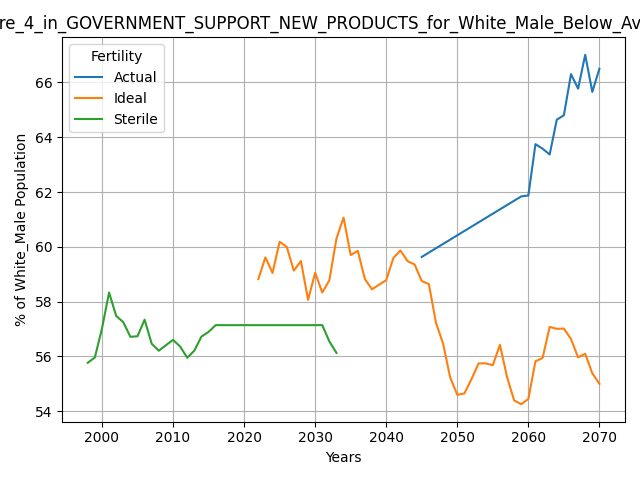 re_4_in_GOVERNMENT_SUPPORT_NEW_PRODUCTS_for_White_Male_Below_Av
Fertility
Actual
Ideal
Sterile
% of White_Male Population
66
64
62
60
58
56
54
2000 2010 2020 2030 2040 2050 2060 2070
Years